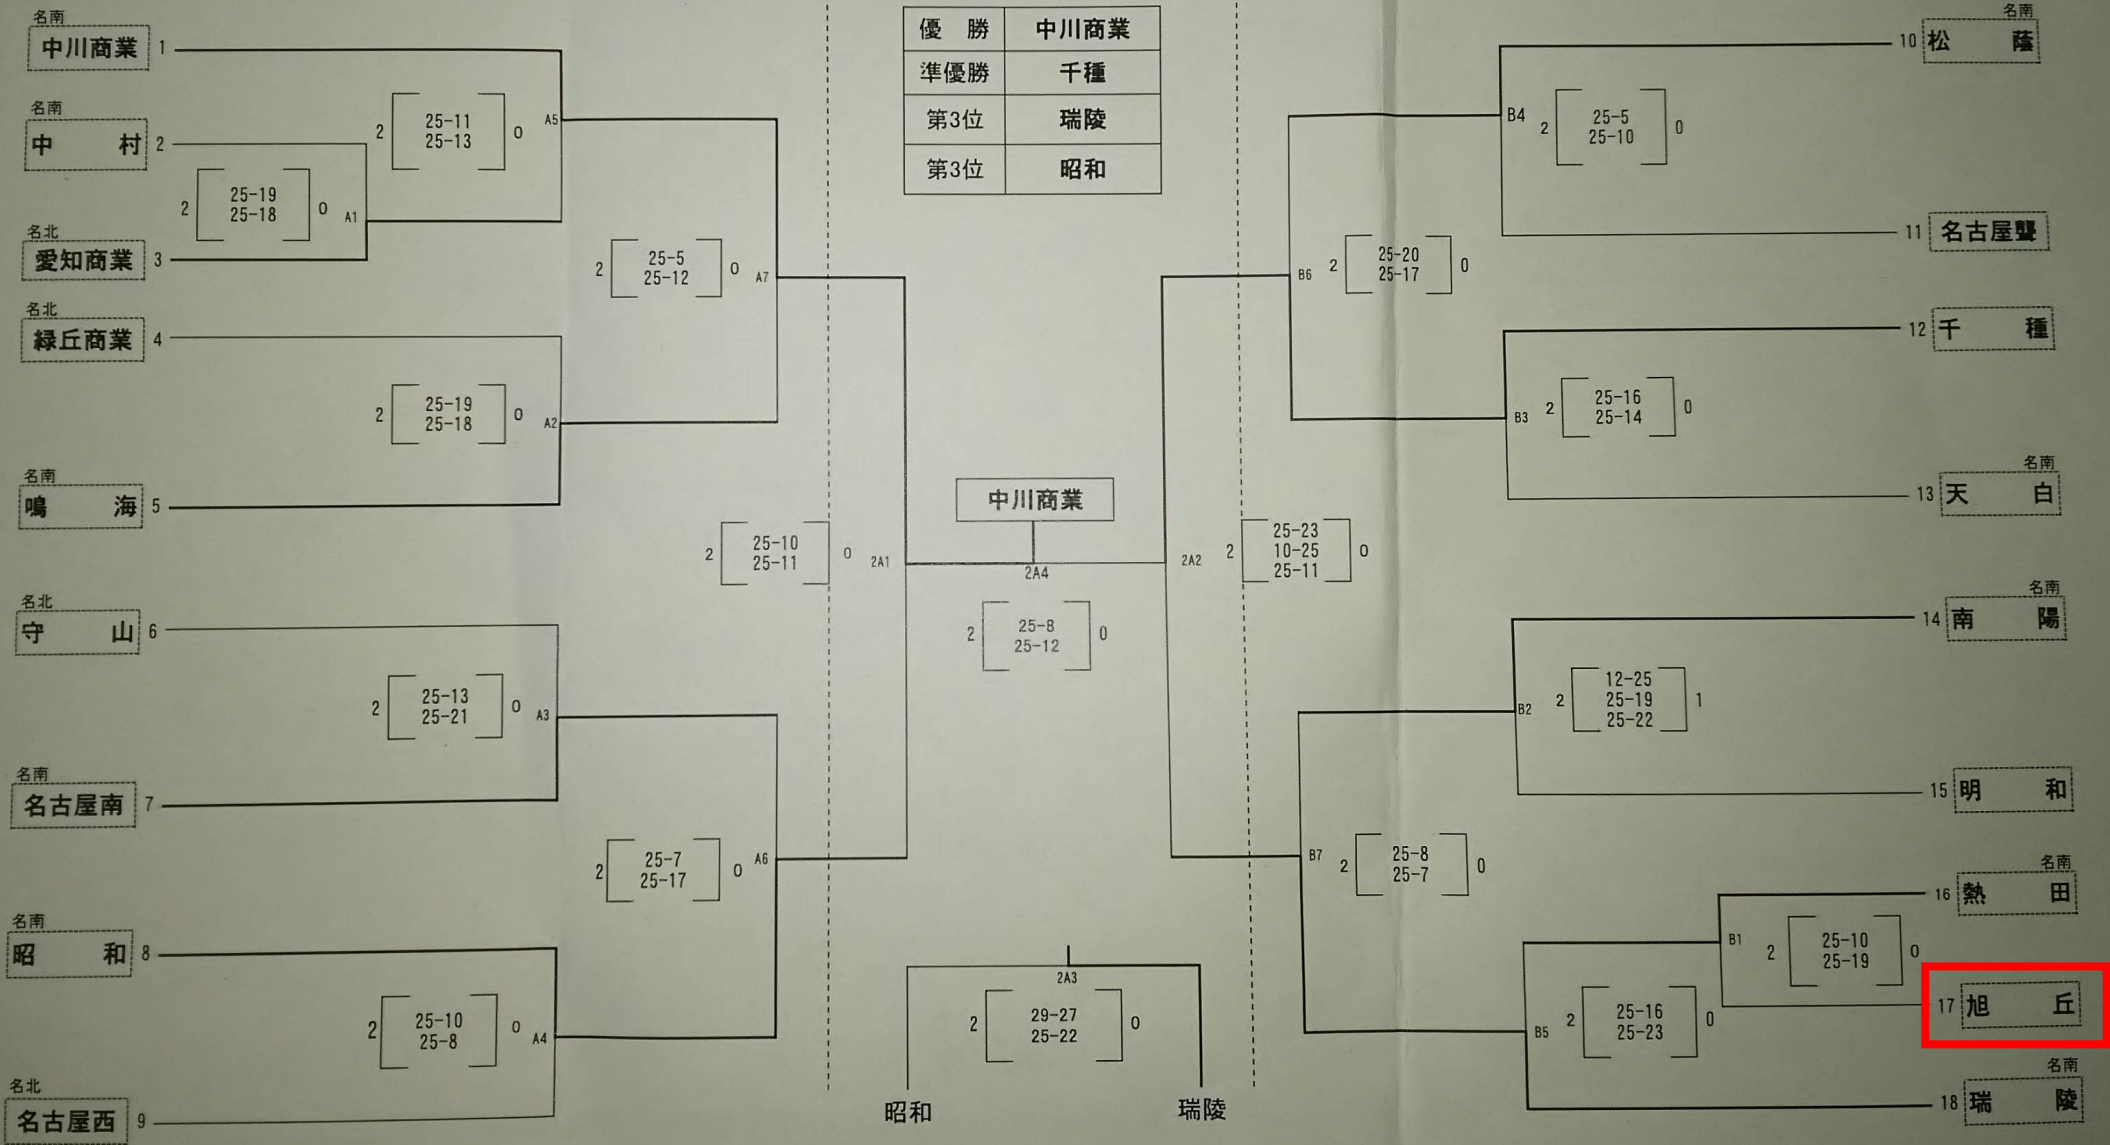 優 勝 中川商業
準優勝 千種
第3位 瑞陵
第3位 昭和
名南
中川商業 1
名南
中 村 2
名北
愛知商業 3
名北
緑丘商業 4
名南
鳴 海 5
名北
守 山 6
名南
名古屋南 7
名南
昭 和 8
名北
名古屋西 9
2 25-19 0 A1
25-18
2 25-11 0 A5
25-13
2 25-19 0 A2
25-18
2 25-5 0 A7
25-12
2 25-13 0 A3
25-21
2 25-10 0 A4
25-8
2 25-7 0 A6
25-17
2 25-10 0 2A1
25-11
中川商業
2A4
2 25-8 0
25-12
2A3
2 29-27 0
25-22
昭和 瑞陵
2A2 2 25-23 0
10-25
25-11
B6 2 25-20 0
25-17
B4 2 25-5 0
25-10
B3 2 25-16 0
25-14
B2 2 12-25 1
25-19
25-22
B7 2 25-8 0
25-7
B1 2 25-10 0
25-19
B5 2 25-16 0
25-23
名南
10 松 蔭
11 名古屋聾
12 千 種
名南
13 天 白
名南
14 南 陽
15 明 和
名南
16 熱 田
17 旭 丘
名南
18 瑞 陵